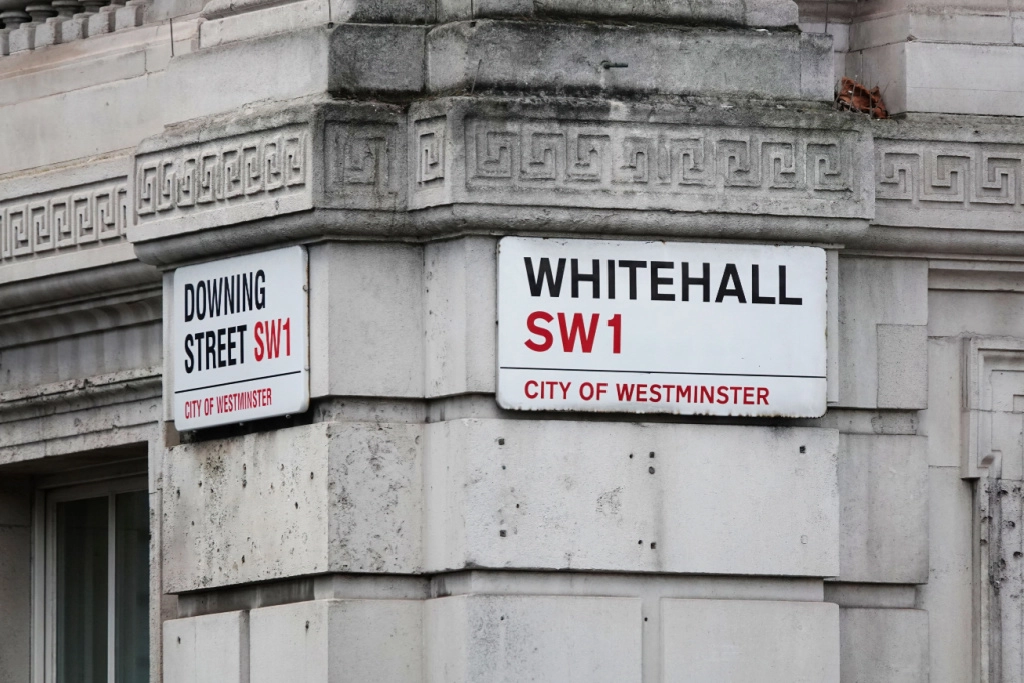 DOWNING
STREET SW1
CITY OF WESTMINSTER
WHITEHALL
SW1
CITY OF WESTMINSTER